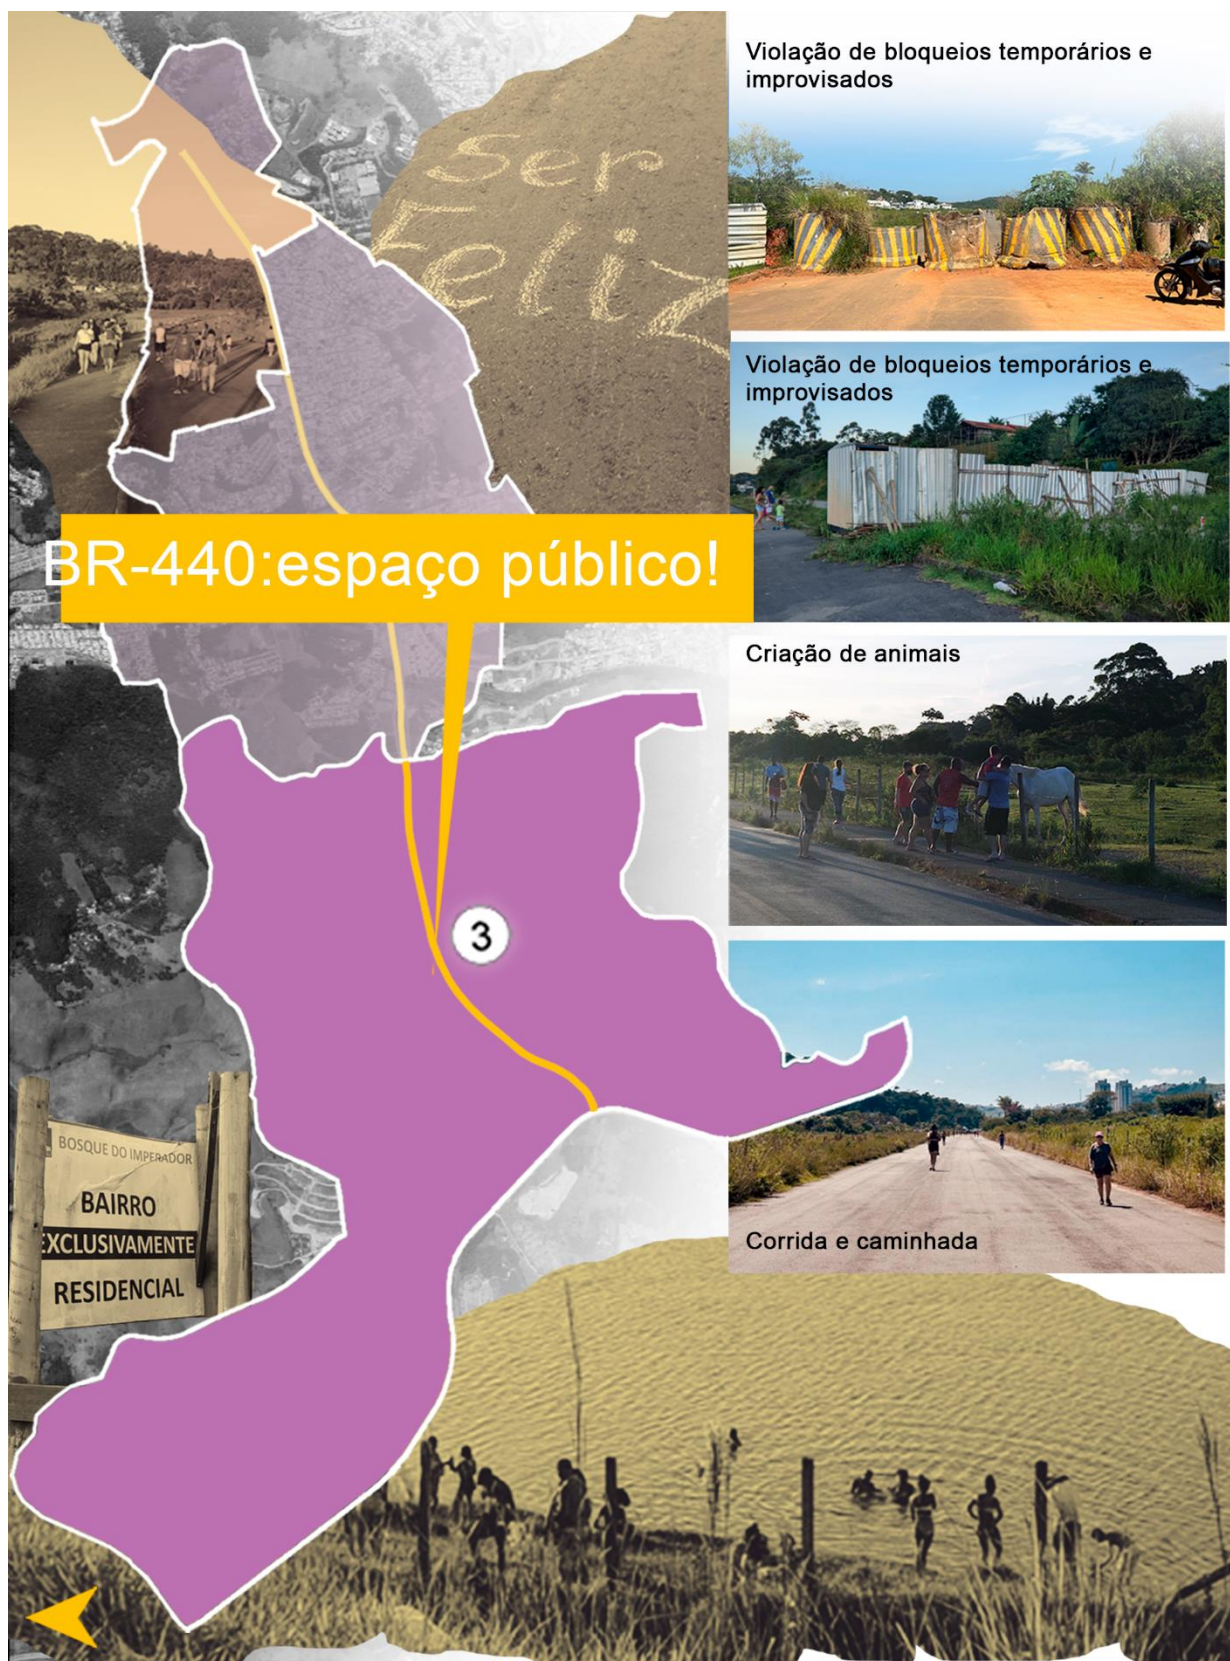 Violação de bloqueios temporários e
improvisados
Ser
Feliz
Violação de bloqueios temporários e
improvisados
BR-440:espaço público!
Criação de animais
3
BOSQUE DO IMPERADOR
BAIRRO
EXCLUSIVAMENTE
RESIDENCIAL
Corrida e caminhada